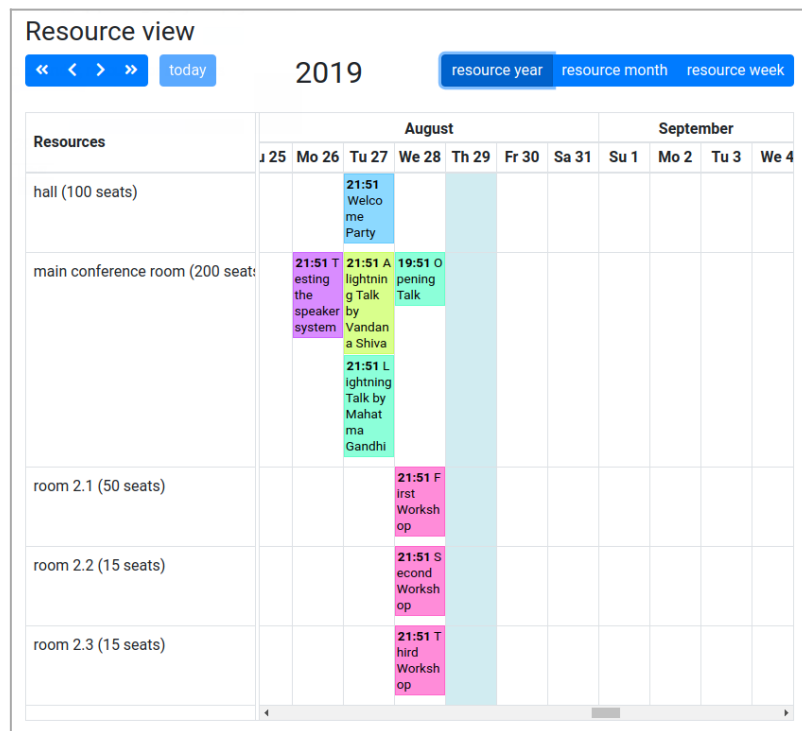 Resource view
today
2019
resource year resource month resource week
Resources
August September
u 25 Mo 26 Tu 27 We 28 Th 29 Fr 30 Sa 31 Su 1 Mo 2 Tu 3 We 4
hall (100 seats)
21:51
Welco
me
Party
main conference room (200 seats
21:51 T
esting
the
speaker
system
21:51 A
lightnin
g Talk
by
Vandan
a Shiva
19:51 O
pening
Talk
21:51 L
ightning
Talk by
Mahat
ma
Gandhi
room 2.1 (50 seats)
21:51 F
irst
Worksh
op
room 2.2 (15 seats)
21:51 S
econd
Worksh
op
room 2.3 (15 seats)
21:51 T
hird
Worksh
op